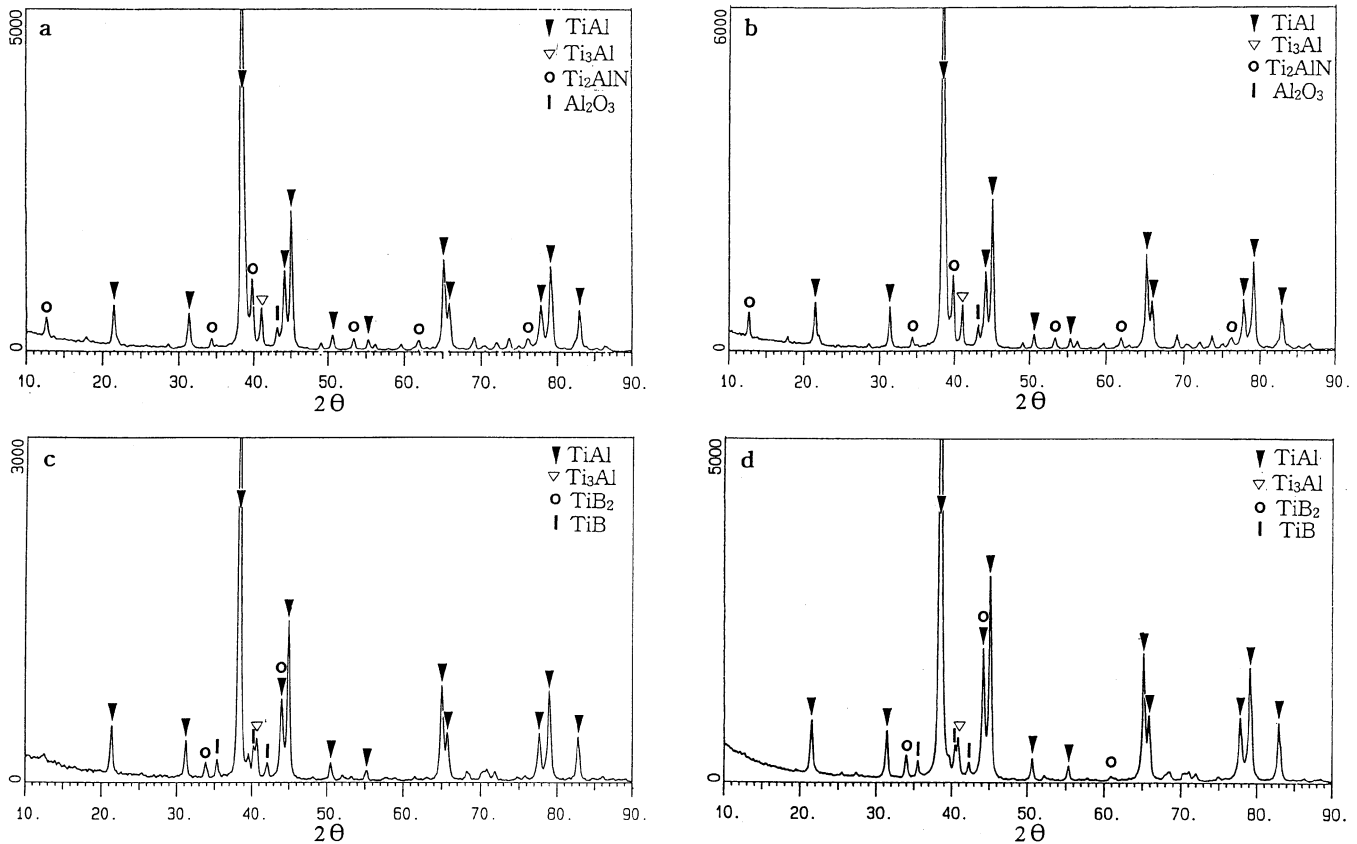 a
5000
0
TiAl
Ti₃Al
Ti₂AlN
Al₂O₃
10. 20. 30. 40. 50. 60. 70. 80. 90.
2θ
b
6000
0
TiAl
Ti₃Al
Ti₂AlN
Al₂O₃
10. 20. 30. 40. 50. 60. 70. 80. 90.
2θ
c
3000
0
TiAl
Ti₃Al
TiB₂
TiB
10. 20. 30. 40. 50. 60. 70. 80. 90.
2θ
d
5000
0
TiAl
Ti₃Al
TiB₂
TiB
10. 20. 30. 40. 50. 60. 70. 80. 90.
2θ